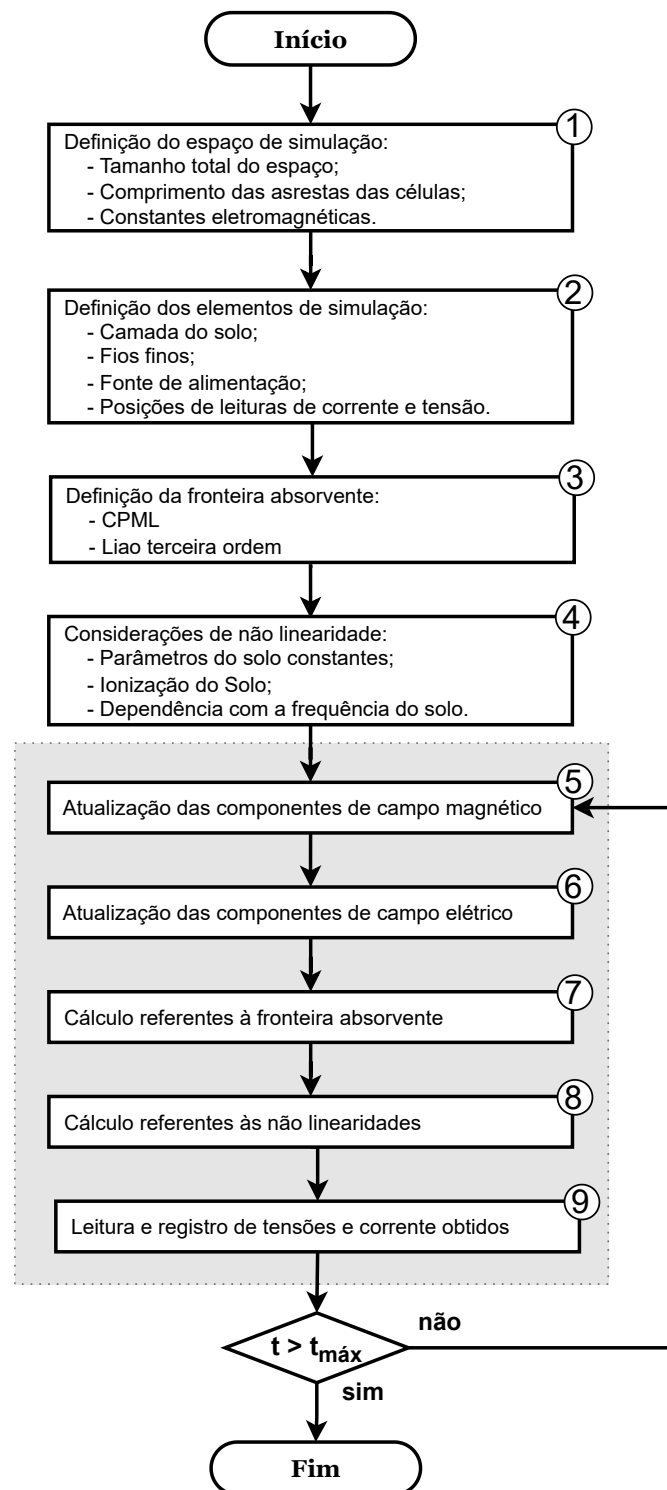 Início
1
Definição do espaço de simulação:
- Tamanho total do espaço;
- Comprimento das asrestas das células;
- Constantes eletromagnéticas.
2
Definição dos elementos de simulação:
- Camada do solo;
- Fios finos;
- Fonte de alimentação;
- Posições de leituras de corrente e tensão.
3
Definição da fronteira absorvente:
- CPML
- Liao terceira ordem
4
Considerações de não linearidade:
- Parâmetros do solo constantes;
- Ionização do Solo;
- Dependência com a frequência do solo.
5
Atualização das componentes de campo magnético
6
Atualização das componentes de campo elétrico
7
Cálculo referentes à fronteira absorvente
8
Cálculo referentes às não linearidades
9
Leitura e registro de tensões e corrente obtidos
não
t > tmáx
sim
Fim